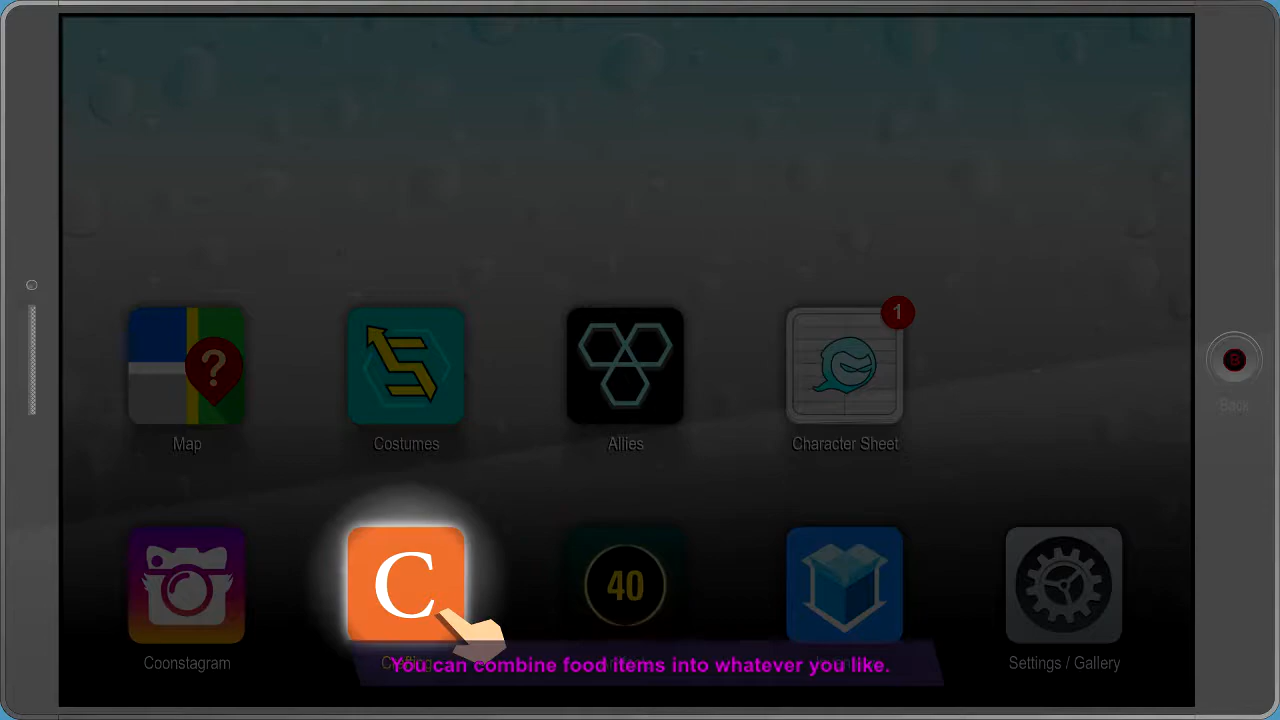 ?
1
Map
Costumes
Allies
Character Sheet
B
Back
C
40
Coonstagram
Crafting
You can combine food items into whatever you like.
Settings / Gallery